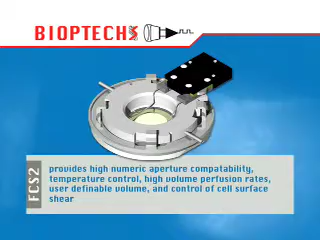 BIOPTECHS
FCS2
provides high numeric aperture compatability,
temperature control, high volume perfusion rates,
user definable volume, and control of cell surface
shear